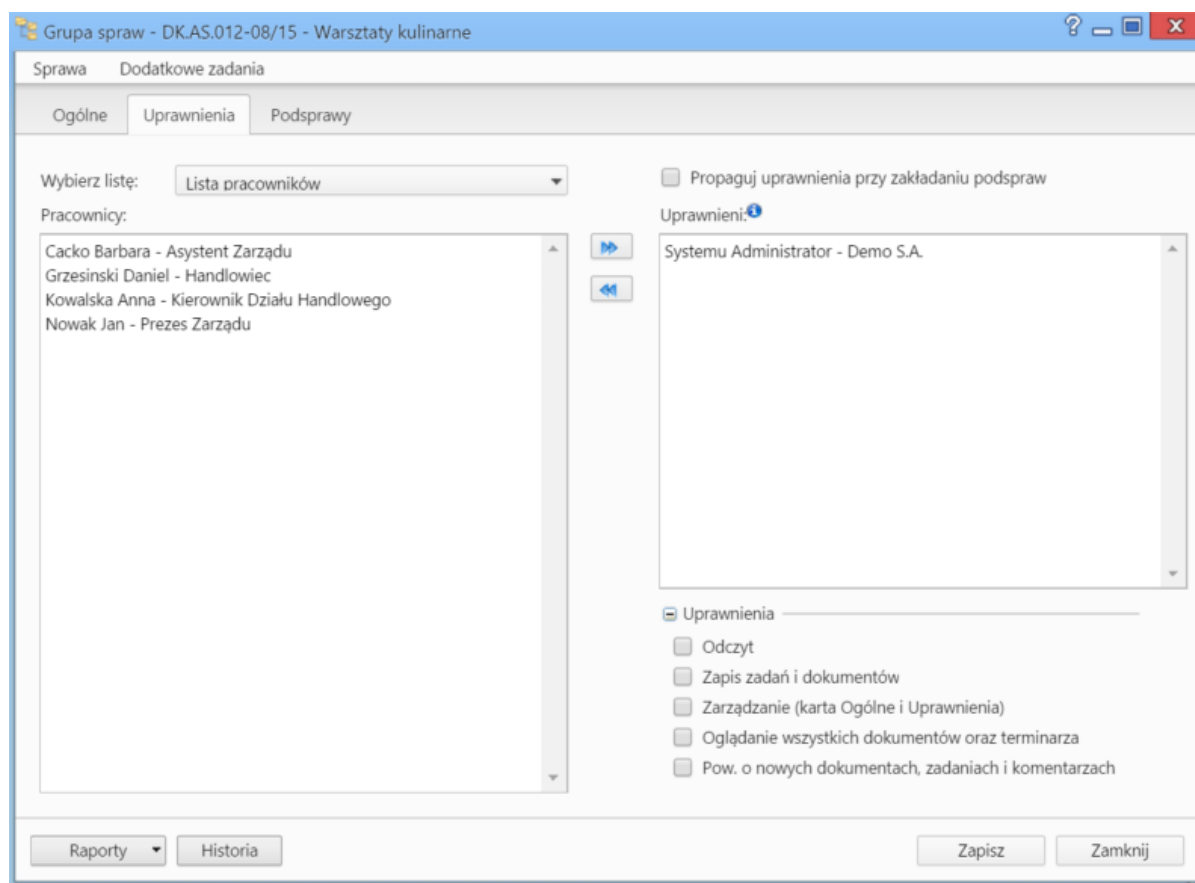 Grupa spraw - DK.AS.012-08/15 - Warsztaty kulinarne
Sprawa Dodatkowe zadania
Ogólne Uprawnienia Podsprawy
Wybierz listę: Lista pracowników
Propaguj uprawnienia przy zakładaniu podspraw
Pracownicy:
Uprawnieni:
Cacko Barbara - Asystent Zarządu
Grzesinski Daniel - Handlowiec
Kowalska Anna - Kierownik Działu Handlowego
Nowak Jan - Prezes Zarządu
Systemu Administrator - Demo S.A.
Uprawnienia
Odczyt
Zapis zadań i dokumentów
Zarządzanie (karta Ogólne i Uprawnienia)
Oglądanie wszystkich dokumentów oraz terminarza
Pow. o nowych dokumentach, zadaniach i komentarzach
Raporty Historia Zapisz Zamknij